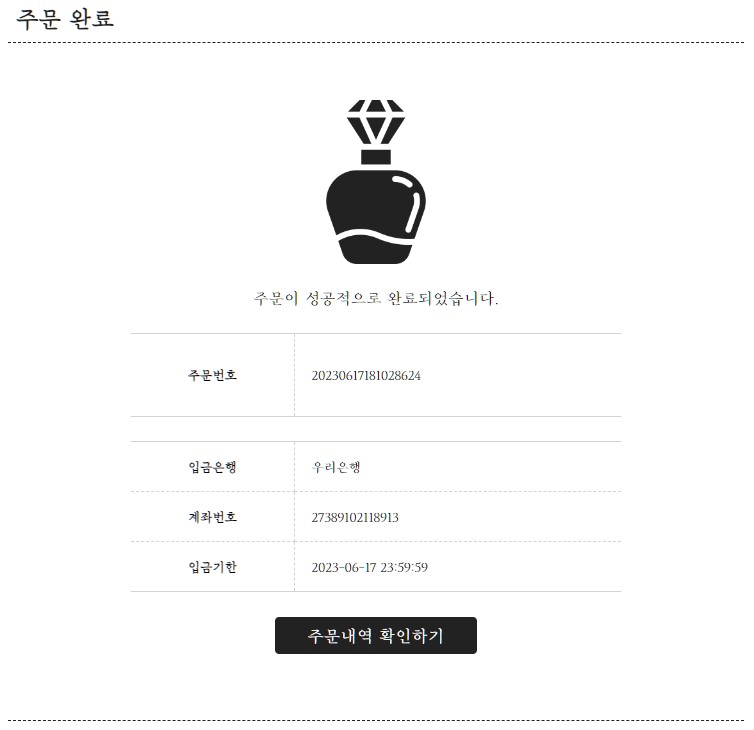 주문 완료
주문이 성공적으로 완료되었습니다.
주문번호 20230617181028624
입금은행 우리은행
계좌번호 27389102118913
입금기한 2023-06-17 23:59:59
주문내역 확인하기